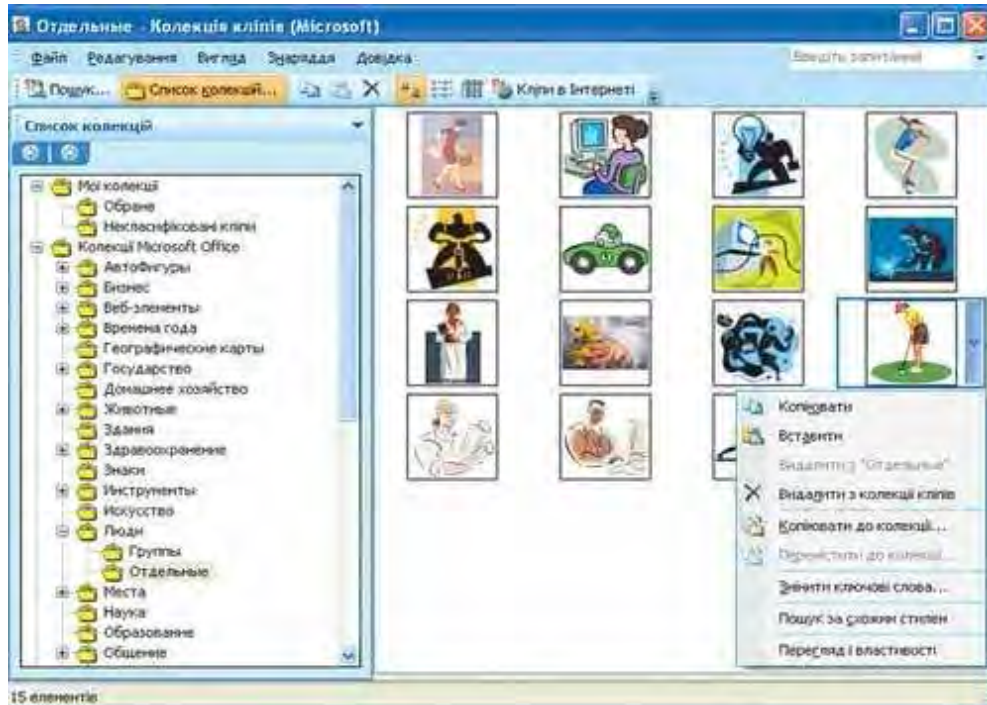 Отдельные - Колекція кліпів (Microsoft)
Файл Редагування Вигляд Знаряддя Довідка Введіть запитання
Пошук... Список колекцій... Кліпи в Інтернеті
Список колекцій
Мої колекції
Обране
Некласифіковані кліпи
Колекції Microsoft Office
АвтоФигуры
Бизнес
Веб-элементы
Времена года
Географические карты
Государство
Домашнее хозяйство
Животные
Здания
Здравоохранение
Знаки
Инструменты
Искусство
Люди
Группы
Отдельные
Места
Наука
Образование
Общение
Копіювати
Вставити
Видалити з "Отдельные"
Видалити з колекції кліпів
Копіювати до колекції...
Перемістити до колекції...
Змінити ключові слова...
Пошук за схожим стилем
Перегляд і властивості
15 елементів